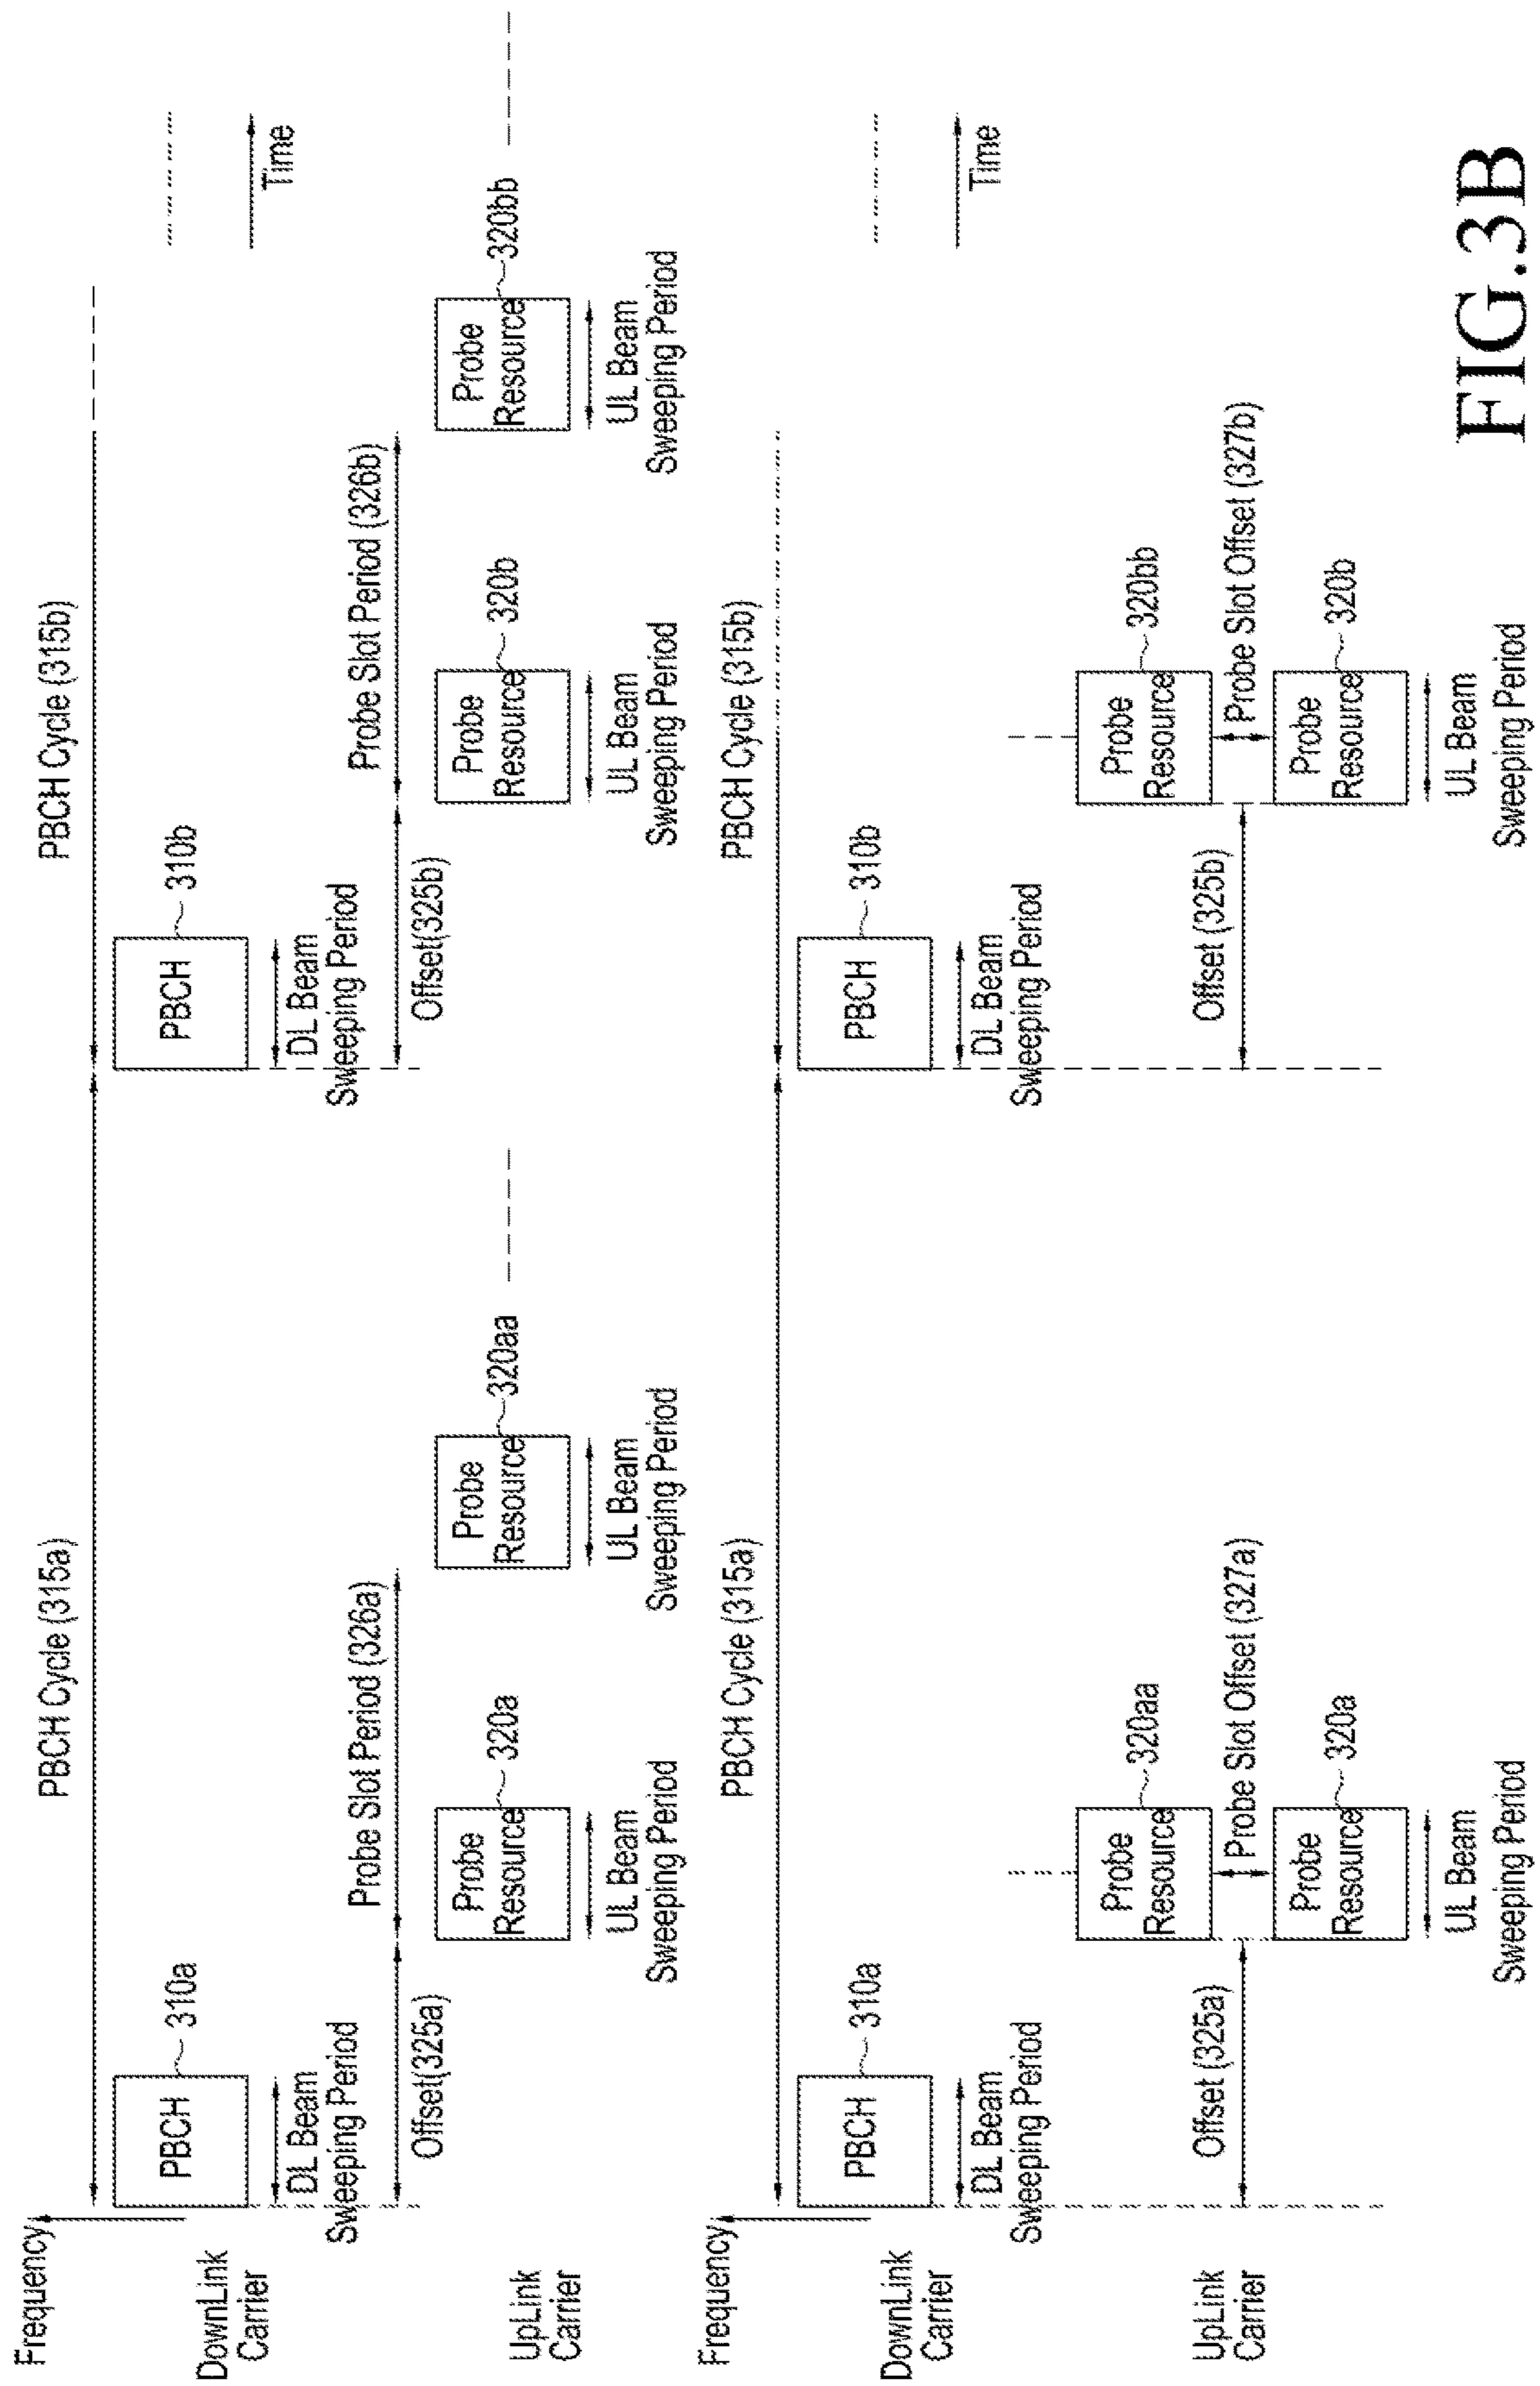 Frequency
PBCH Cycle (315a)
PBCH Cycle (315b)
DownLink
Carrier
PBCH
310a
PBCH
310b
Time
DL Beam
Sweeping Period
DL Beam
Sweeping Period
Probe Slot Period (326a)
Probe Slot Period (326b)
Offset(325a)
Offset(325b)
UpLink
Carrier
Probe
Resource
320a
Probe
Resource
320aa
Probe
Resource
320b
Probe
Resource
320bb
UL Beam
Sweeping Period
UL Beam
Sweeping Period
UL Beam
Sweeping Period
UL Beam
Sweeping Period
Frequency
PBCH Cycle (315a)
PBCH Cycle (315b)
DownLink
Carrier
PBCH
310a
PBCH
310b
Time
DL Beam
Sweeping Period
DL Beam
Sweeping Period
UpLink
Carrier
Probe
Resource
320aa
Probe
Resource
320bb
Offset (325a)
Probe Slot Offset (327a)
Offset (325b)
Probe Slot Offset (327b)
Probe
Resource
320a
Probe
Resource
320b
UL Beam
Sweeping Period
UL Beam
Sweeping Period
FIG.3B